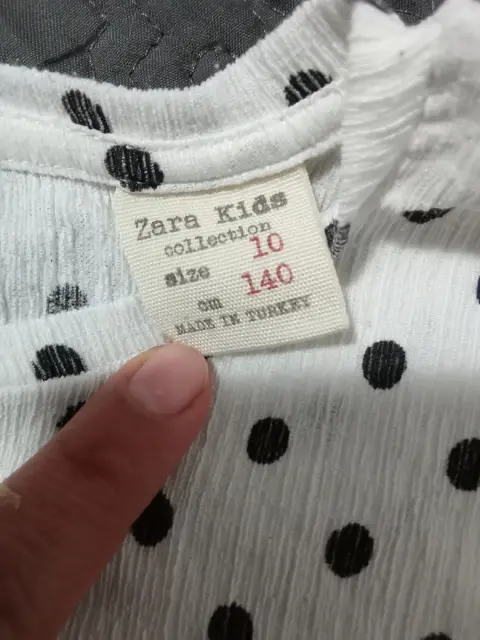 Zara Kids
collection
size 10
140
cm
MADE IN TURKEY